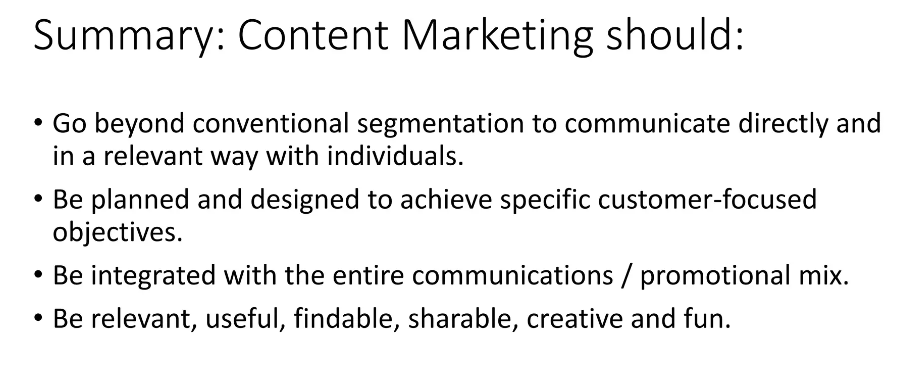 Summary: Content Marketing should:
• Go beyond conventional segmentation to communicate directly and
in a relevant way with individuals.
• Be planned and designed to achieve specific customer-focused
objectives.
• Be integrated with the entire communications / promotional mix.
• Be relevant, useful, findable, sharable, creative and fun.